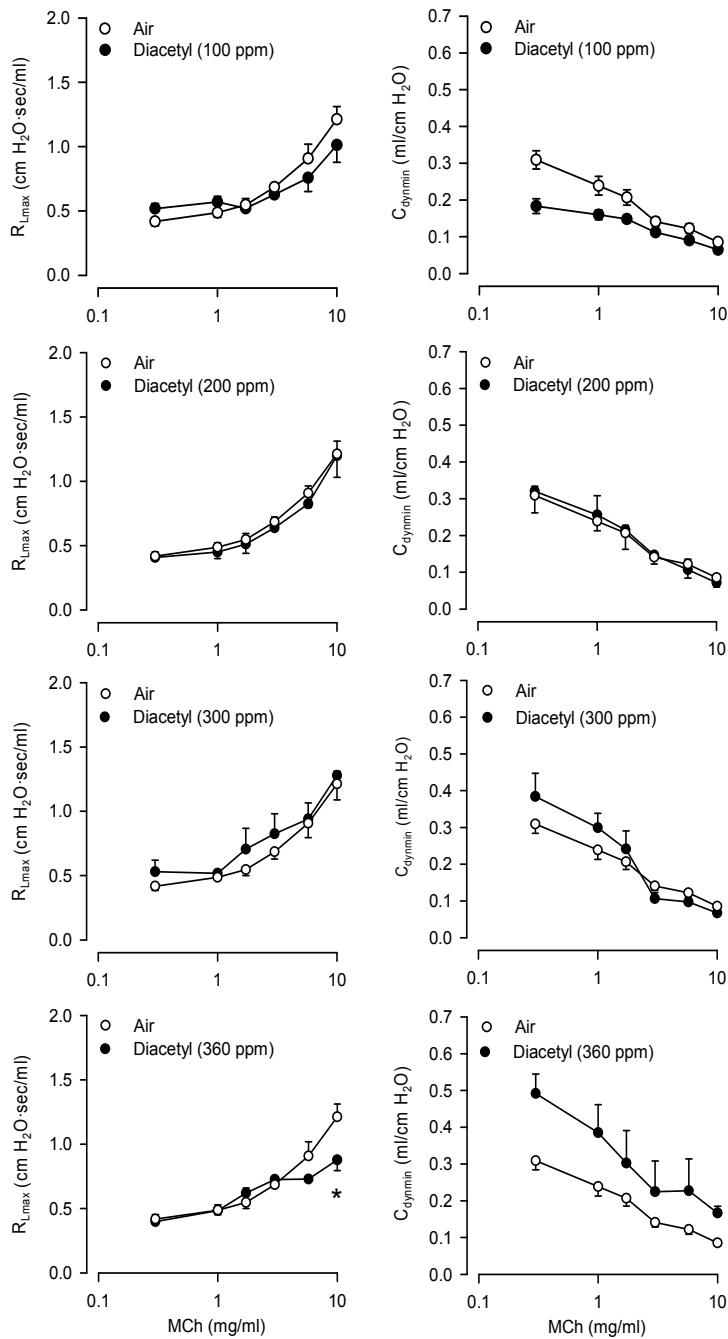 Air
Diacetyl (100 ppm)
R_Lmax (cm H₂O·sec/ml)
2.0
1.5
1.0
0.5
0.0
0.1
1
10
Air
Diacetyl (100 ppm)
C_dynmin (ml/cm H₂O)
0.7
0.6
0.5
0.4
0.3
0.2
0.1
0.0
0.1
1
10
Air
Diacetyl (200 ppm)
R_Lmax (cm H₂O·sec/ml)
2.0
1.5
1.0
0.5
0.0
0.1
1
10
Air
Diacetyl (200 ppm)
C_dynmin (ml/cm H₂O)
0.7
0.6
0.5
0.4
0.3
0.2
0.1
0.0
0.1
1
10
Air
Diacetyl (300 ppm)
R_Lmax (cm H₂O·sec/ml)
2.0
1.5
1.0
0.5
0.0
0.1
1
10
Air
Diacetyl (300 ppm)
C_dynmin (ml/cm H₂O)
0.7
0.6
0.5
0.4
0.3
0.2
0.1
0.0
0.1
1
10
Air
Diacetyl (360 ppm)
R_Lmax (cm H₂O·sec/ml)
2.0
1.5
1.0
0.5
0.0
*
0.1
1
10
MCh (mg/ml)
Air
Diacetyl (360 ppm)
C_dynmin (ml/cm H₂O)
0.7
0.6
0.5
0.4
0.3
0.2
0.1
0.0
0.1
1
10
MCh (mg/ml)